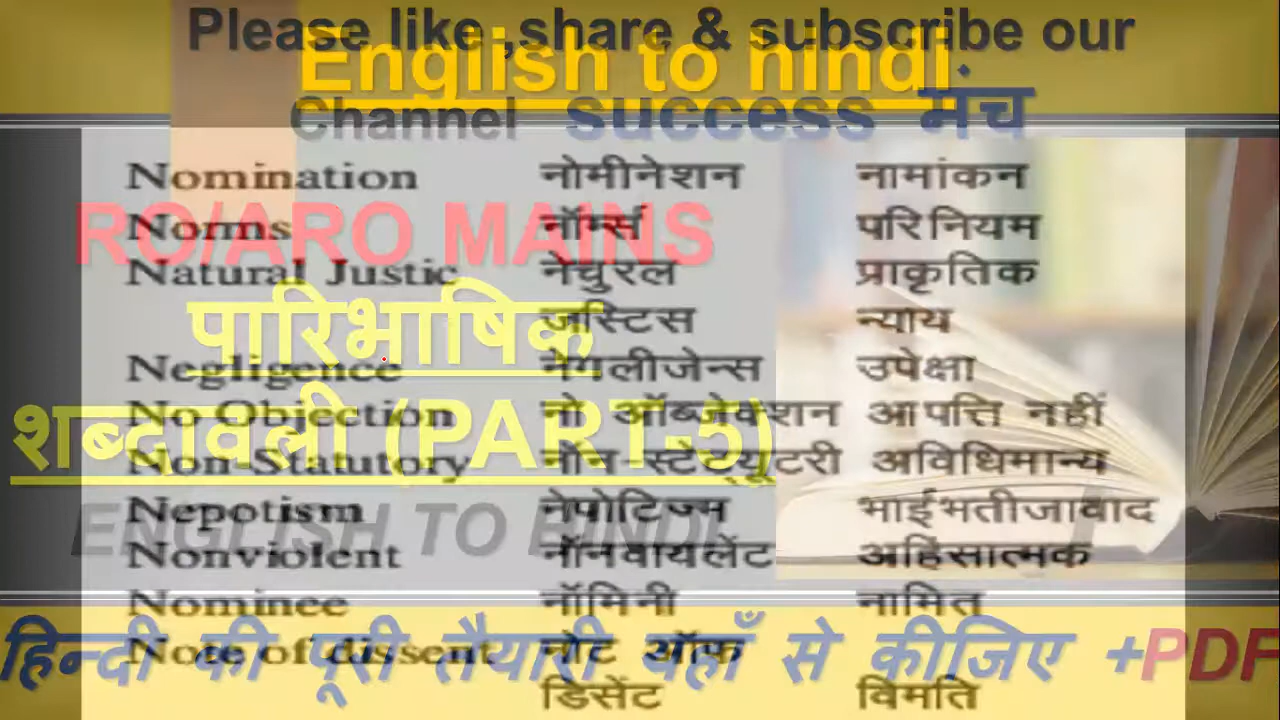 Please like ,share & subscribe our
English to hindi
Channel success मंच
Nomination नोमीनेशन नामांकन
Norms नॉर्म्स परिनियम
RO/ARO MAINS
Natural Justic नेचुरल प्राकृतिक
जस्टिस न्याय
पारिभाषिक
Negligence नेगलीजेन्स उपेक्षा
No Objection नो ऑब्जेक्शन आपत्ति नहीं
शब्दावली (PART-5)
Non-Statutory नॉन-स्टेच्यूटरी अविधिमान्य
Nepotism नेपोटिज्म भाईभतीजावाद
ENGLISH TO HINDI
Nonviolent नॉनवायलेंट अहिंसात्मक
Nominee नॉमिनी नामित
हिन्दी की पूरी तैयारी यहाँ से कीजिए +PDF
Note of dissent नोट ऑफ
डिसेंट विमति